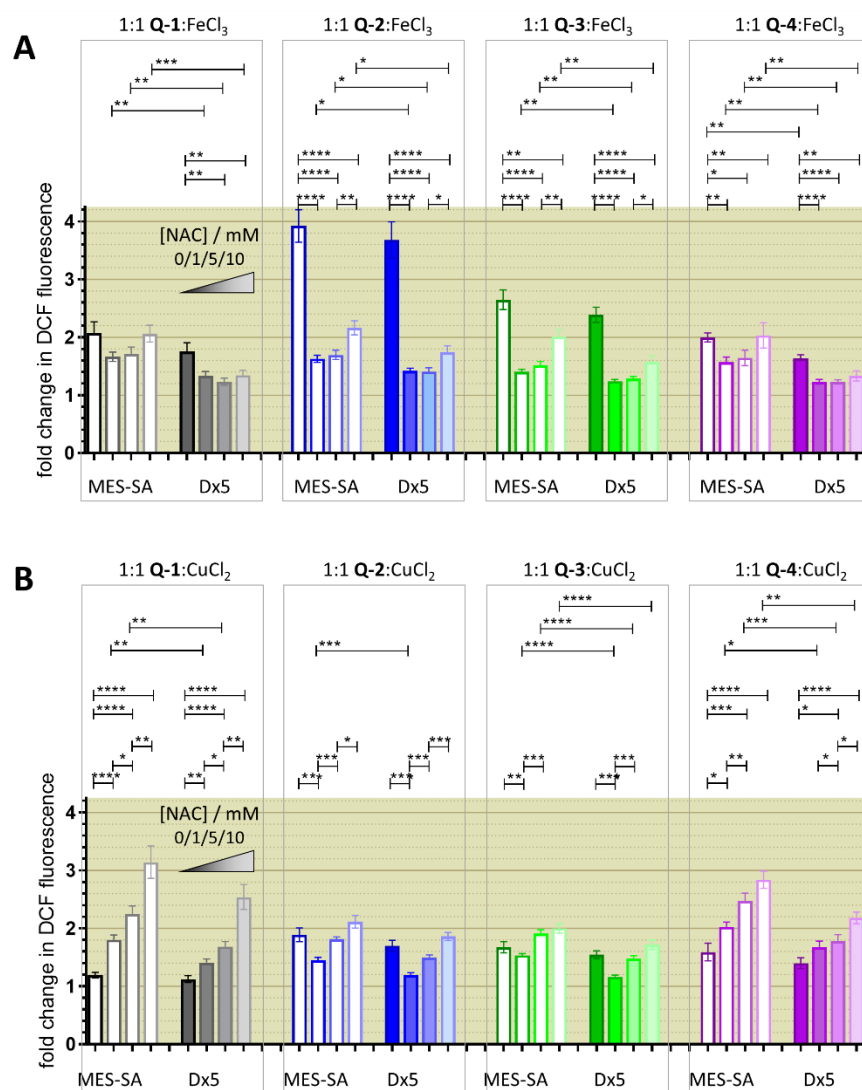 A
1:1 Q-1:FeCl3 1:1 Q-2:FeCl3 1:1 Q-3:FeCl3 1:1 Q-4:FeCl3
*** * ** **
** * ** **
** * ** **
**
** **** **** ** **** ** **
** **** **** **** **** * ****
**** ** **** * **** ** **** * ** ****
fold change in DCF fluorescence
4
3
2
1
0
[NAC] / mM
0/1/5/10
MES-SA Dx5 MES-SA Dx5 MES-SA Dx5 MES-SA Dx5
B
1:1 Q-1:CuCl2 1:1 Q-2:CuCl2 1:1 Q-3:CuCl2 1:1 Q-4:CuCl2
**** **
** **** ***
** *** **** *
**** **** **** ****
**** **** *** *
** ** * *** *
* * *** *** *** *** ** *
**** ** *** *** ** *** *
fold change in DCF fluorescence
4
3
2
1
0
[NAC] / mM
0/1/5/10
MES-SA Dx5 MES-SA Dx5 MES-SA Dx5 MES-SA Dx5